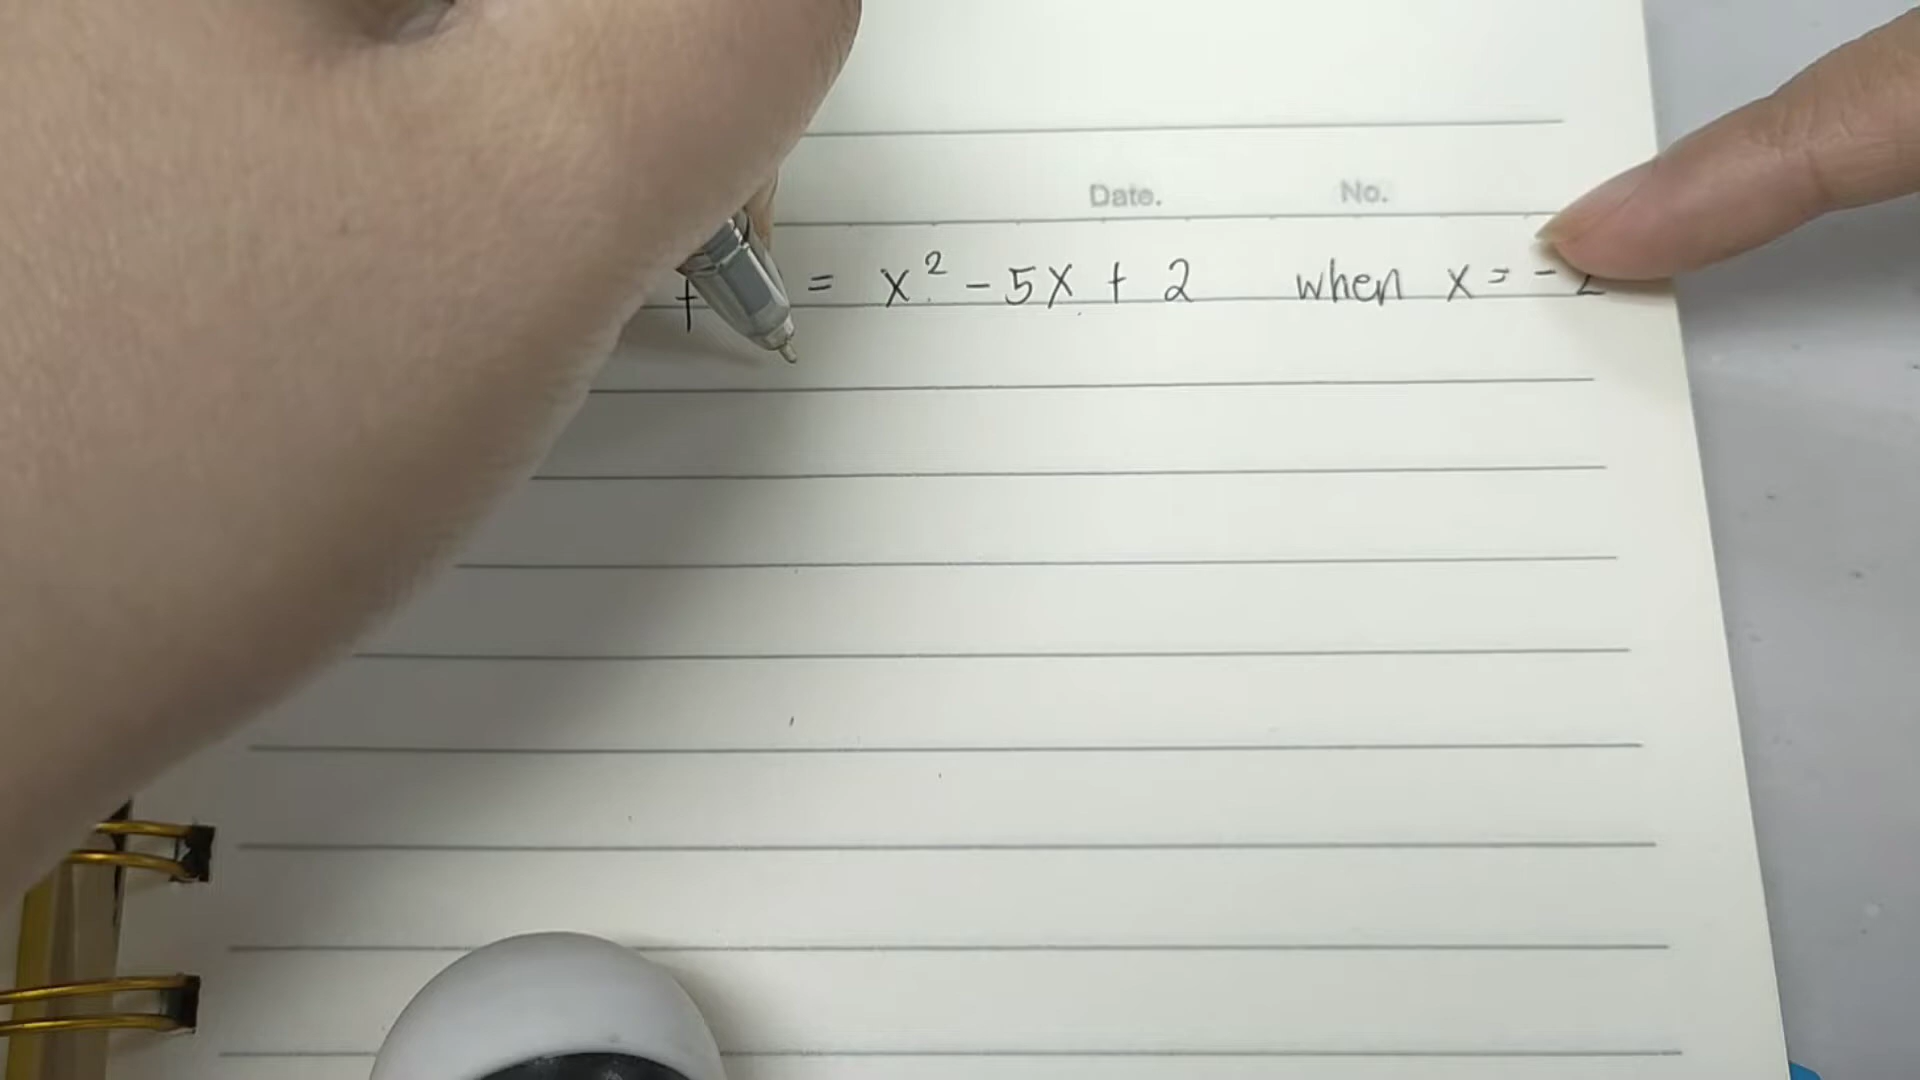 Date. No.
= x² - 5x + 2 when x = -